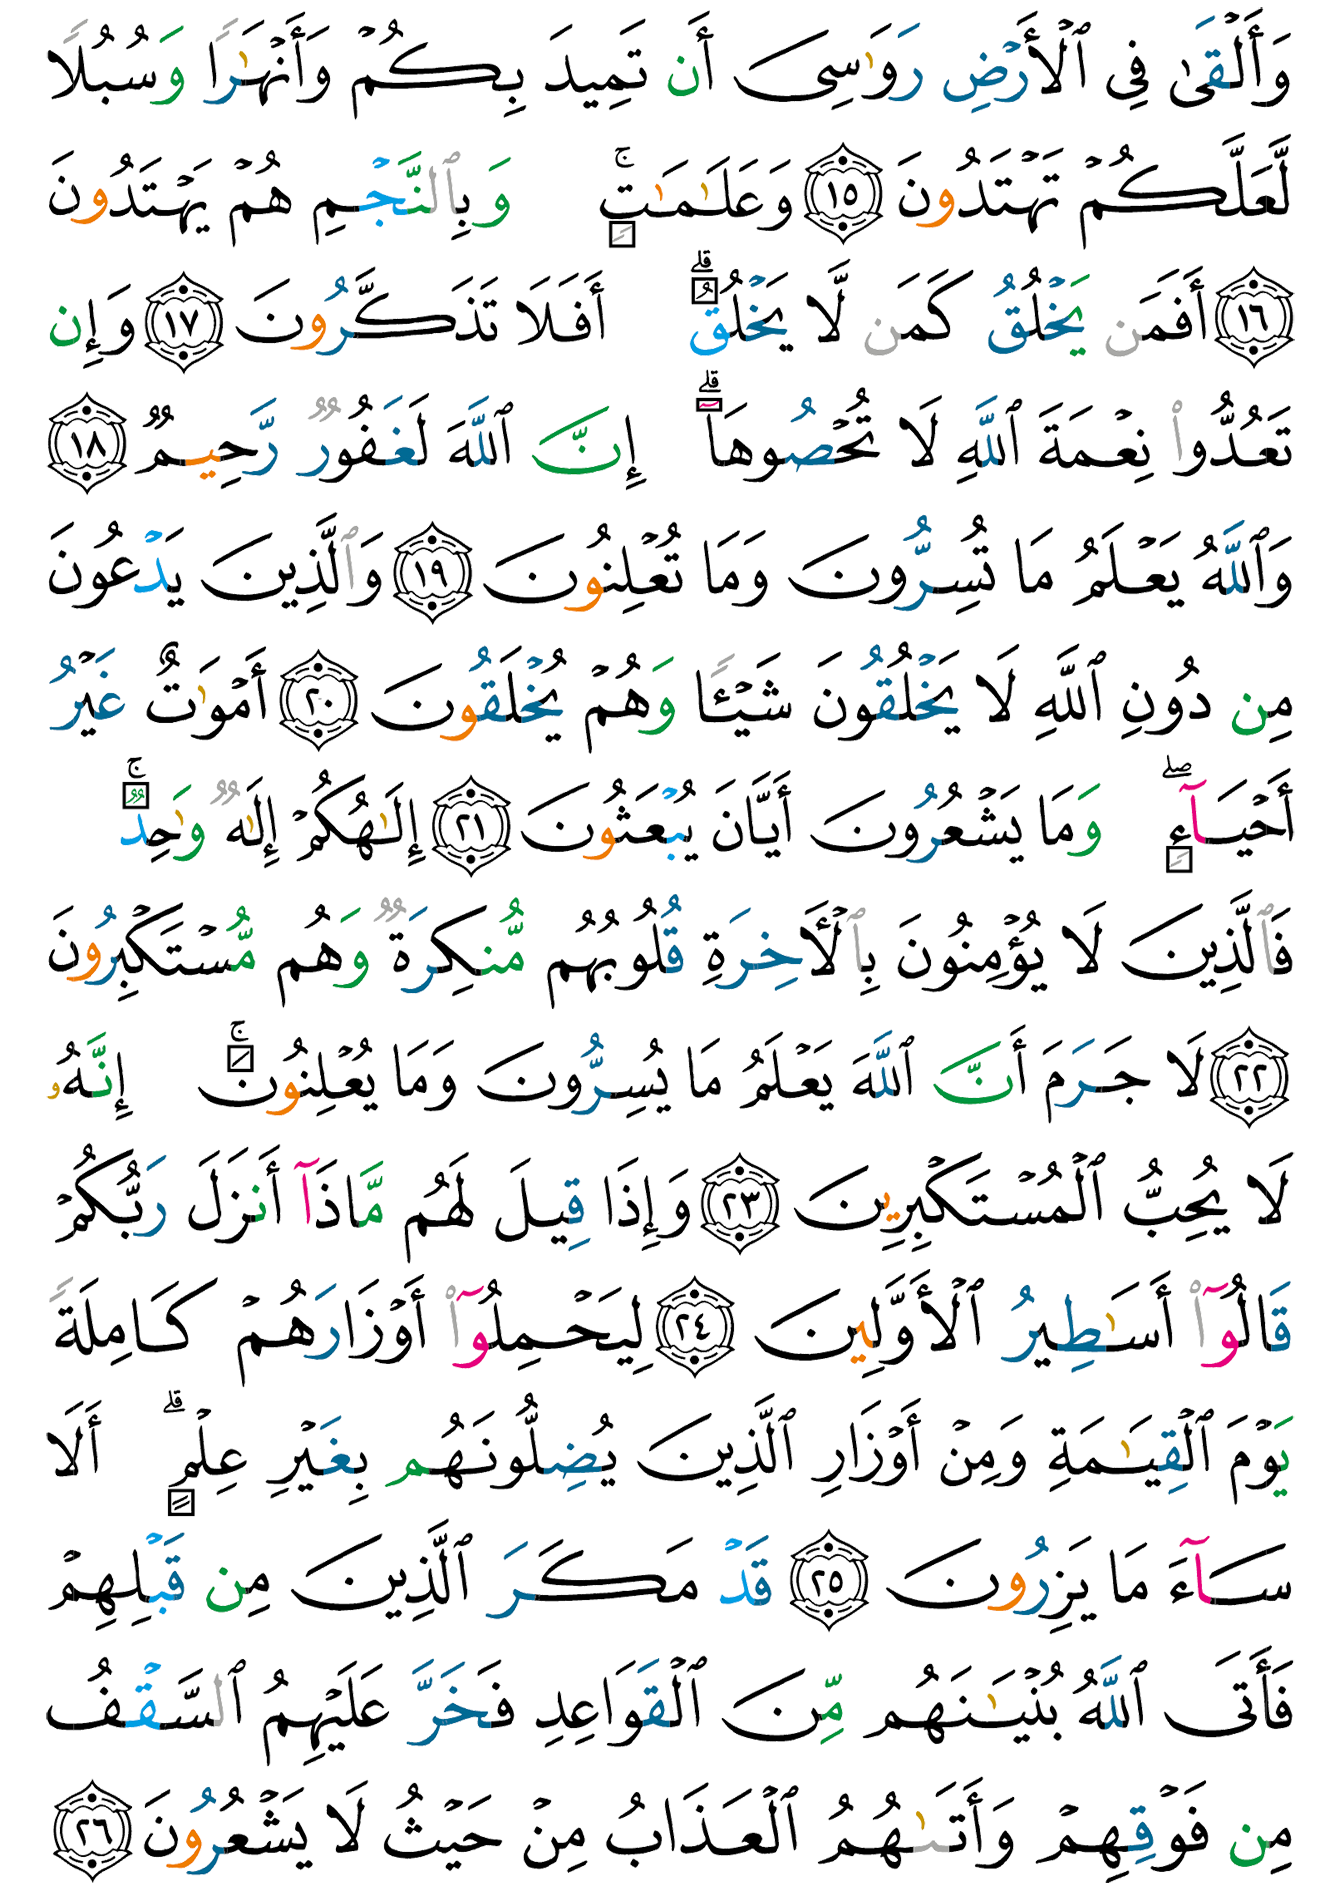 وَأَلْقَىٰ فِي ٱلْأَرْضِ رَوَٰسِيَ أَن تَمِيدَ بِكُمْ وَأَنْهَٰرًا وَسُبُلًا
لَّعَلَّكُمْ تَهْتَدُونَ ١٥ وَعَلَٰمَٰتٍۚ وَبِٱلنَّجْمِ هُمْ يَهْتَدُونَ
١٦ أَفَمَن يَخْلُقُ كَمَن لَّا يَخْلُقُۗ أَفَلَا تَذَكَّرُونَ ١٧ وَإِن
تَعُدُّوا۟ نِعْمَةَ ٱللَّهِ لَا تُحْصُوهَاۗ إِنَّ ٱللَّهَ لَغَفُورٌ رَّحِيمٌ ١٨
وَٱللَّهُ يَعْلَمُ مَا تُسِرُّونَ وَمَا تُعْلِنُونَ ١٩ وَٱلَّذِينَ يَدْعُونَ
مِن دُونِ ٱللَّهِ لَا يَخْلُقُونَ شَيْـًٔا وَهُمْ يُخْلَقُونَ ٢٠ أَمْوَٰتٌ غَيْرُ
أَحْيَآءٍۖ وَمَا يَشْعُرُونَ أَيَّانَ يُبْعَثُونَ ٢١ إِلَٰهُكُمْ إِلَٰهٌ وَٰحِدٌۚ
فَٱلَّذِينَ لَا يُؤْمِنُونَ بِٱلْأَخِرَةِ قُلُوبُهُم مُّنكِرَةٌ وَهُم مُّسْتَكْبِرُونَ
٢٢ لَا جَرَمَ أَنَّ ٱللَّهَ يَعْلَمُ مَا يُسِرُّونَ وَمَا يُعْلِنُونَۚ إِنَّهُۥ
لَا يُحِبُّ ٱلْمُسْتَكْبِرِينَ ٢٣ وَإِذَا قِيلَ لَهُم مَّاذَآ أَنزَلَ رَبُّكُمْ
قَالُوٓا۟ أَسَٰطِيرُ ٱلْأَوَّلِينَ ٢٤ لِيَحْمِلُوٓا۟ أَوْزَارَهُمْ كَامِلَةً
يَوْمَ ٱلْقِيَٰمَةِ وَمِنْ أَوْزَارِ ٱلَّذِينَ يُضِلُّونَهُم بِغَيْرِ عِلْمٍۗ أَلَا
سَآءَ مَا يَزِرُونَ ٢٥ قَدْ مَكَرَ ٱلَّذِينَ مِن قَبْلِهِمْ
فَأَتَى ٱللَّهُ بُنْيَٰنَهُم مِّنَ ٱلْقَوَاعِدِ فَخَرَّ عَلَيْهِمُ ٱلسَّقْفُ
مِن فَوْقِهِمْ وَأَتَىٰهُمُ ٱلْعَذَابُ مِنْ حَيْثُ لَا يَشْعُرُونَ ٢٦